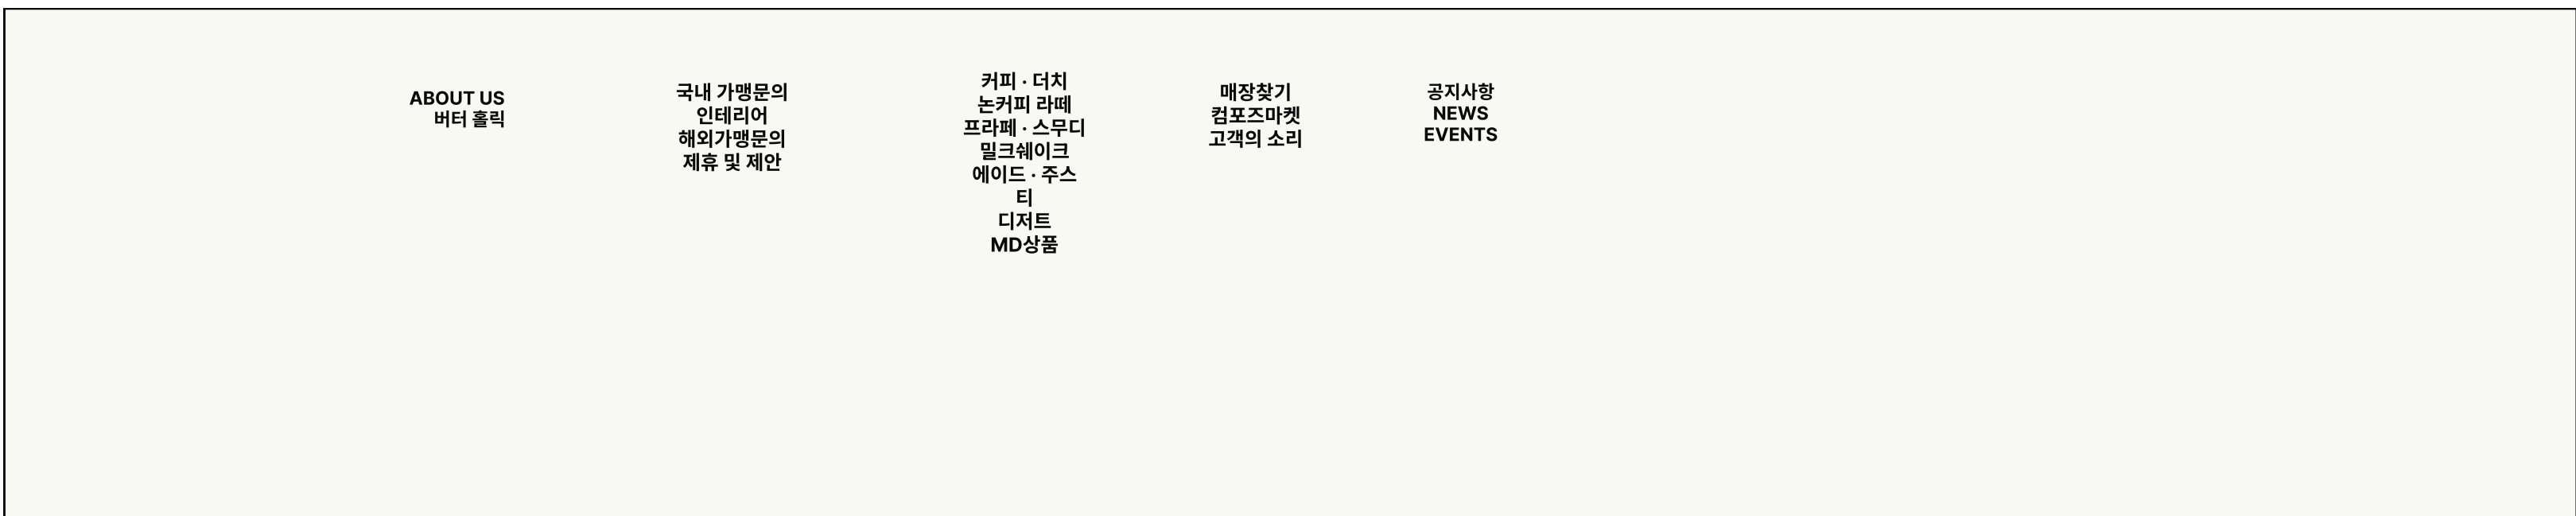 ABOUT US
버터 홀릭
국내 가맹문의
인테리어
해외가맹문의
제휴 및 제안
커피 · 더치
논커피 라떼
프라페 · 스무디
밀크쉐이크
에이드 · 주스
티
디저트
MD상품
매장찾기
컴포즈마켓
고객의 소리
공지사항
NEWS
EVENTS